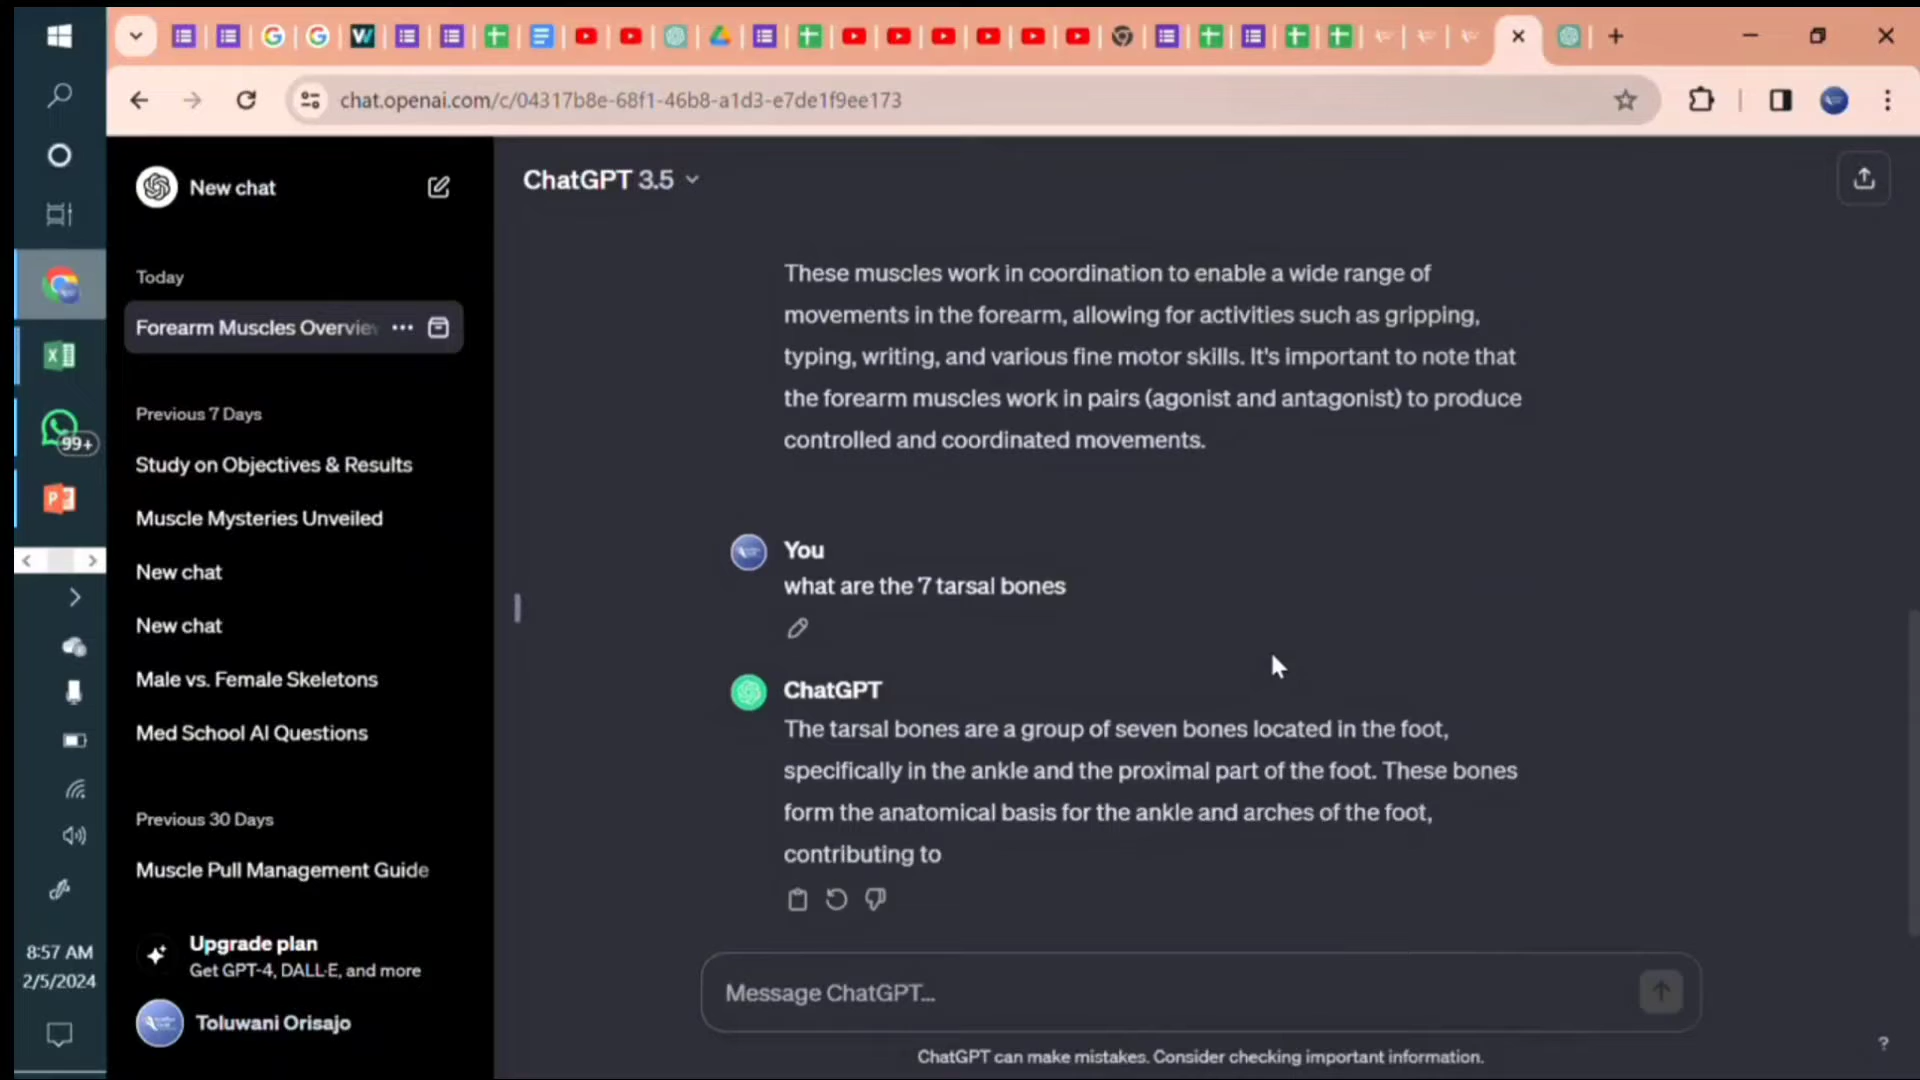 chat.openai.com/c/04317b8e-68f1-46b8-a1d3-e7de1f9ee173
New chat
ChatGPT 3.5
Today
Forearm Muscles Overview
Previous 7 Days
Study on Objectives & Results
Muscle Mysteries Unveiled
New chat
New chat
Male vs. Female Skeletons
Med School AI Questions
Previous 30 Days
Muscle Pull Management Guide
Upgrade plan
Get GPT-4, DALL·E, and more
Toluwani Orisajo
99+
8:57 AM
2/5/2024
These muscles work in coordination to enable a wide range of
movements in the forearm, allowing for activities such as gripping,
typing, writing, and various fine motor skills. It's important to note that
the forearm muscles work in pairs (agonist and antagonist) to produce
controlled and coordinated movements.
You
what are the 7 tarsal bones
ChatGPT
The tarsal bones are a group of seven bones located in the foot,
specifically in the ankle and the proximal part of the foot. These bones
form the anatomical basis for the ankle and arches of the foot,
contributing to
Message ChatGPT...
ChatGPT can make mistakes. Consider checking important information.
?